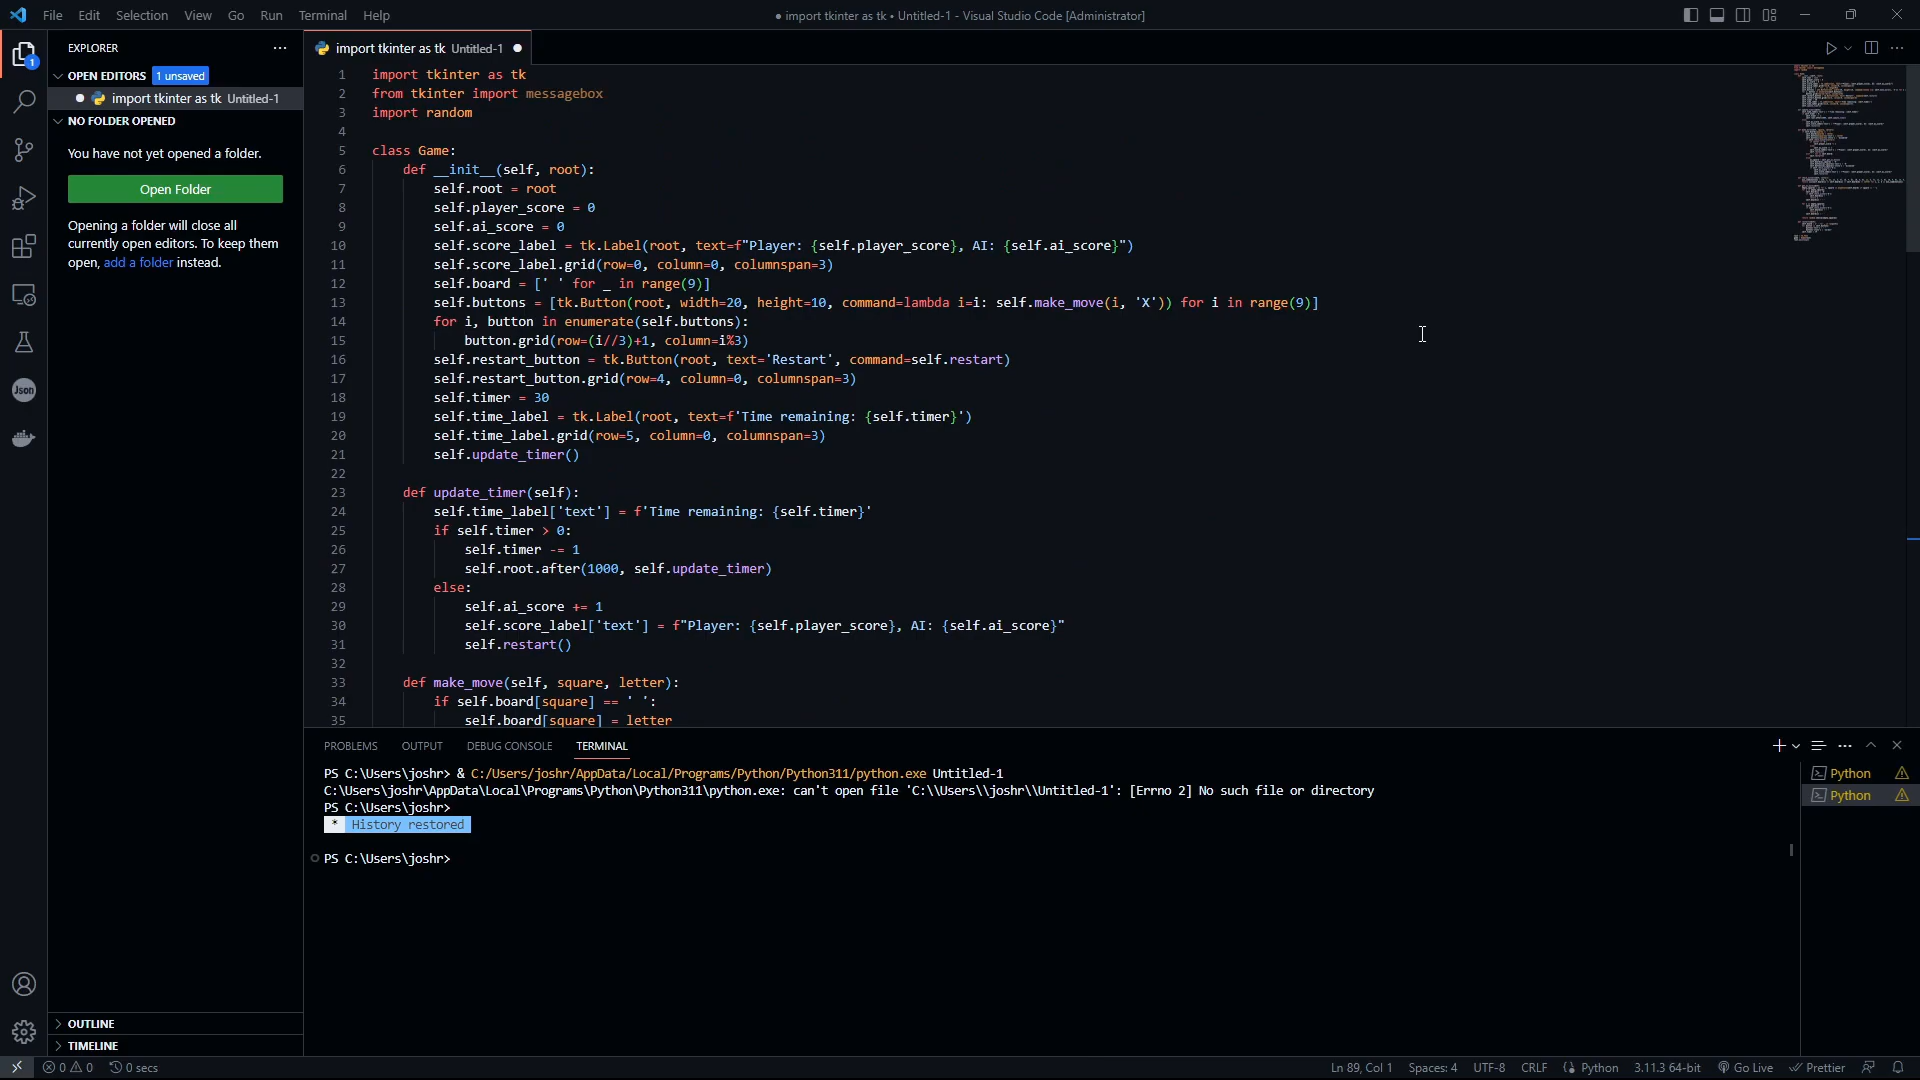 File Edit Selection View Go Run Terminal Help
● import tkinter as tk • Untitled-1 - Visual Studio Code [Administrator]
EXPLORER
OPEN EDITORS 1 unsaved
import tkinter as tk Untitled-1
NO FOLDER OPENED
You have not yet opened a folder.
Open Folder
Opening a folder will close all
currently open editors. To keep them
open, add a folder instead.
1
Json
OUTLINE
TIMELINE
import tkinter as tk Untitled-1
1 import tkinter as tk
2 from tkinter import messagebox
3 import random
4
5 class Game:
6     def __init__(self, root):
7         self.root = root
8         self.player_score = 0
9         self.ai_score = 0
10         self.score_label = tk.Label(root, text=f"Player: {self.player_score}, AI: {self.ai_score}")
11         self.score_label.grid(row=0, column=0, columnspan=3)
12         self.board = [' ' for _ in range(9)]
13         self.buttons = [tk.Button(root, width=20, height=10, command=lambda i=i: self.make_move(i, 'X')) for i in range(9)]
14         for i, button in enumerate(self.buttons):
15             button.grid(row=(i//3)+1, column=i%3)
16         self.restart_button = tk.Button(root, text='Restart', command=self.restart)
17         self.restart_button.grid(row=4, column=0, columnspan=3)
18         self.timer = 30
19         self.time_label = tk.Label(root, text=f'Time remaining: {self.timer}')
20         self.time_label.grid(row=5, column=0, columnspan=3)
21         self.update_timer()
22
23     def update_timer(self):
24         self.time_label['text'] = f'Time remaining: {self.timer}'
25         if self.timer > 0:
26             self.timer -= 1
27             self.root.after(1000, self.update_timer)
28         else:
29             self.ai_score += 1
30             self.score_label['text'] = f"Player: {self.player_score}, AI: {self.ai_score}"
31             self.restart()
32
33     def make_move(self, square, letter):
34         if self.board[square] == ' ':
35             self.board[square] = letter
PROBLEMS OUTPUT DEBUG CONSOLE TERMINAL
PS C:\Users\joshr> & C:/Users/joshr/AppData/Local/Programs/Python/Python311/python.exe Untitled-1
C:\Users\joshr\AppData\Local\Programs\Python\Python311\python.exe: can't open file 'C:\\Users\\joshr\\Untitled-1': [Errno 2] No such file or directory
PS C:\Users\joshr>
* History restored
PS C:\Users\joshr>
Python
Python
0 0 0 secs
Ln 89, Col 1 Spaces: 4 UTF-8 CRLF Python 3.11.3 64-bit Go Live Prettier